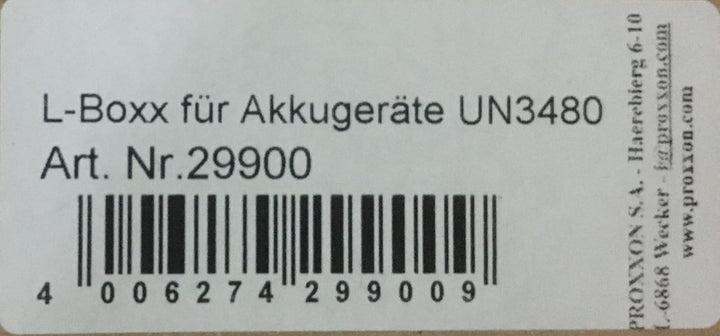 L-Boxx für Akkugeräte UN3480
Art. Nr.29900
4 006274 299009
PROXXON S.A. - Haerebierg 6-10
L-6868 Wecker - @proxxon.com
www.proxxon.com